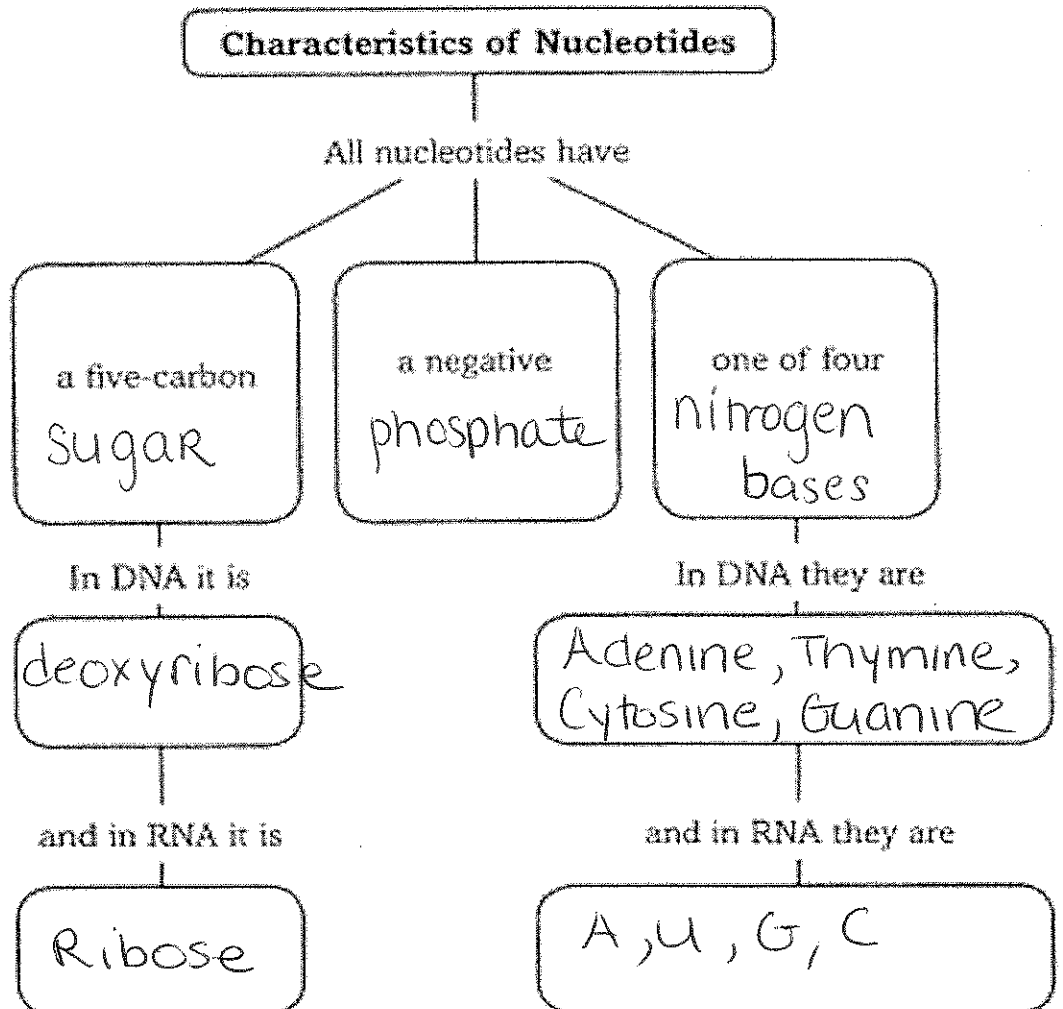 Characteristics of Nucleotides
All nucleotides have
a five-carbon
sugar
a negative
phosphate
one of four
nitrogen
bases
In DNA it is
deoxyribose
and in RNA it is
Ribose
In DNA they are
Adenine, Thymine,
Cytosine, Guanine
and in RNA they are
A, U, G, C